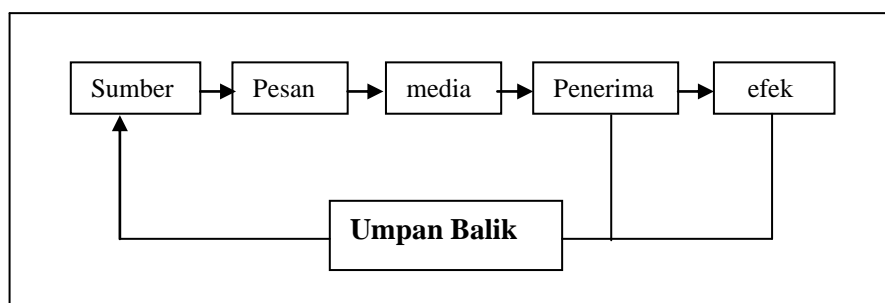 Sumber
Pesan
media
Penerima
efek
Umpan Balik